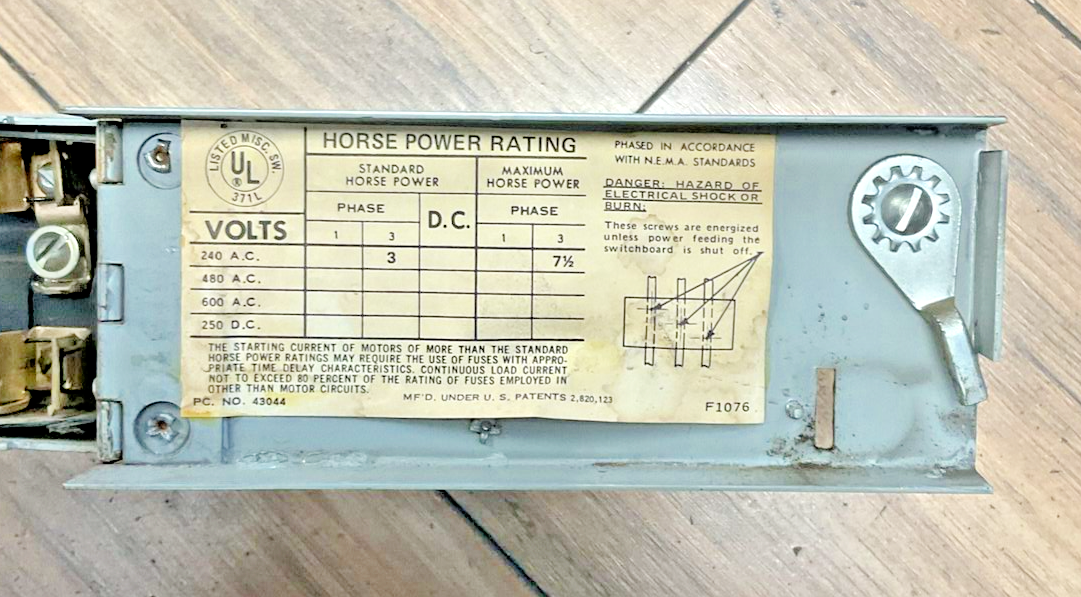 LISTED MISC. SW.
UL
®
371L
HORSE POWER RATING
STANDARD
HORSE POWER
MAXIMUM
HORSE POWER
PHASE
D.C.
PHASE
VOLTS
1 3 1 3
240 A.C. 3 7½
480 A.C.
600 A.C.
250 D.C.
THE STARTING CURRENT OF MOTORS OF MORE THAN THE STANDARD
HORSE POWER RATINGS MAY REQUIRE THE USE OF FUSES WITH APPRO-
PRIATE TIME DELAY CHARACTERISTICS. CONTINUOUS LOAD CURRENT
NOT TO EXCEED 80 PERCENT OF THE RATING OF FUSES EMPLOYED IN
OTHER THAN MOTOR CIRCUITS.
PC. NO. 43044
MF'D. UNDER U.S. PATENTS 2,820,123
PHASED IN ACCORDANCE
WITH N.E.M.A. STANDARDS
DANGER: HAZARD OF
ELECTRICAL SHOCK OR
BURN:
These screws are energized
unless power feeding the
switchboard is shut off.
F1076